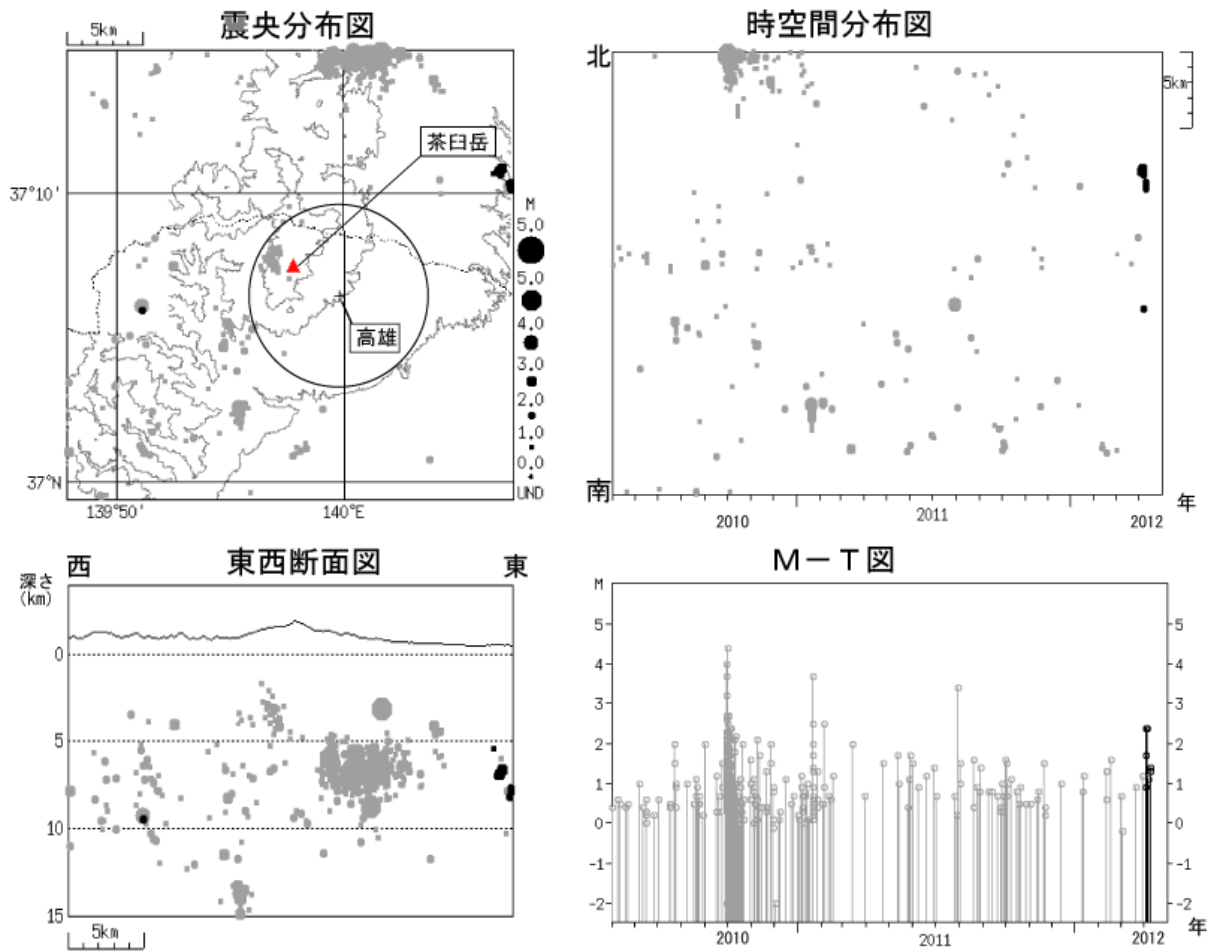 震央分布図
5km
茶臼岳
高雄
37°10'
37°N
139°50'
140°E
M
5.0
5.0
4.0
3.0
2.0
1.0
0.0
UND
時空間分布図
北
南
5km
2010
2011
2012
年
東西断面図
西
東
深さ
(km)
0
5
10
15
5km
M－T図
M
5
4
3
2
1
0
-1
-2
5
4
3
2
1
0
-1
-2
2010
2011
2012
年